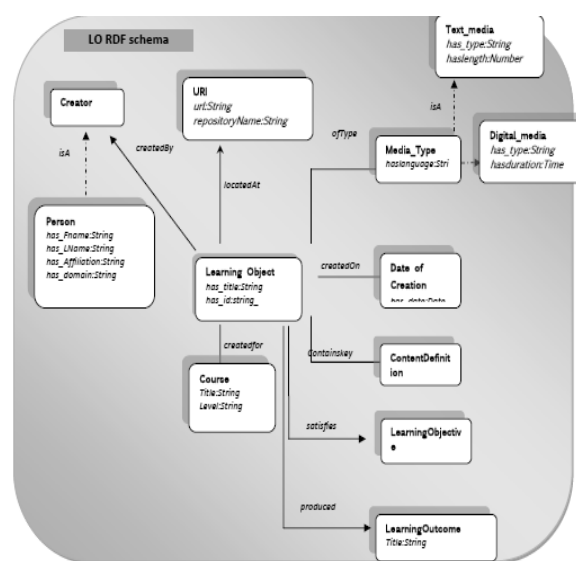 LO RDF schema
Text_media
has_type:String
haslength:Number
Creator
URI
url:String
repositoryName:String
isA
ofType
isA
createdBy
Media_Type
haslanguage:Stri
Digital_media
has_type:String
hasduration:Time
locatedAt
Person
has_Fname:String
has_LName:String
has_Affiliation:String
has_domain:String
Learning Object
has_title:String
has_id:string_
createdOn
Date of
Creation
has_date:Date
createdfor
Containskey
ContentDefinit
ion
Course
Title:String
Level:String
satisfies
LearningObjectiv
e
produced
LearningOutcome
Title:String